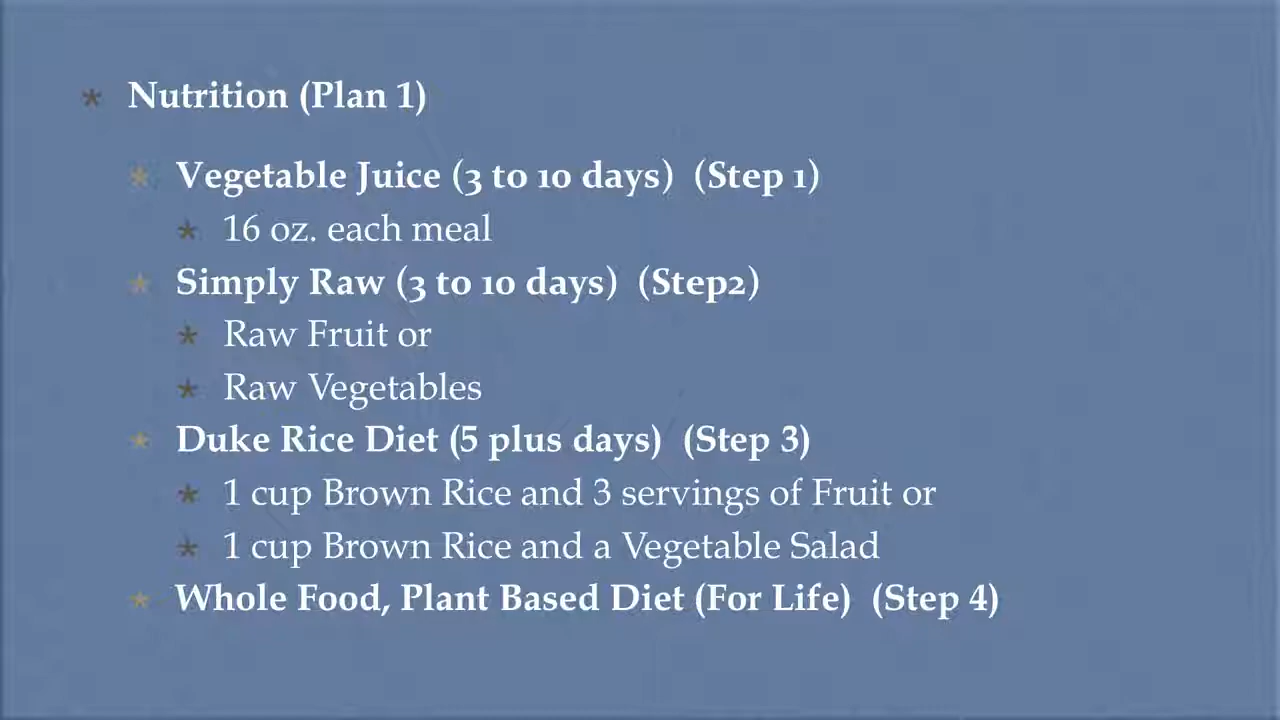 Nutrition (Plan 1)
Vegetable Juice (3 to 10 days) (Step 1)
16 oz. each meal
Simply Raw (3 to 10 days) (Step2)
Raw Fruit or
Raw Vegetables
Duke Rice Diet (5 plus days) (Step 3)
1 cup Brown Rice and 3 servings of Fruit or
1 cup Brown Rice and a Vegetable Salad
Whole Food, Plant Based Diet (For Life) (Step 4)